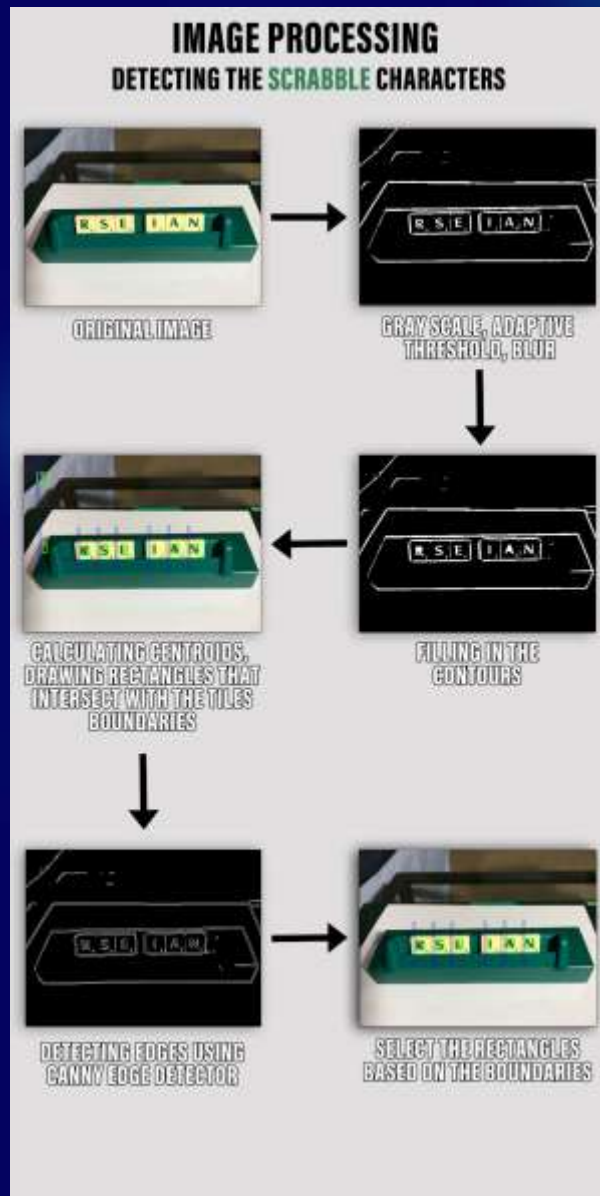 IMAGE PROCESSING
DETECTING THE SCRABBLE CHARACTERS
R S E I A N
R S E I A N
ORIGINAL IMAGE
GRAY SCALE, ADAPTIVE
THRESHOLD, BLUR
R S E I A N
R S E I A N
CALCULATING CENTROIDS,
DRAWING RECTANGLES THAT
INTERSECT WITH THE TILES
BOUNDARIES
FILLING IN THE
CONTOURS
R S E I A N
R S E I A N
DETECTING EDGES USING
CANNY EDGE DETECTOR
SELECT THE RECTANGLES
BASED ON THE BOUNDARIES